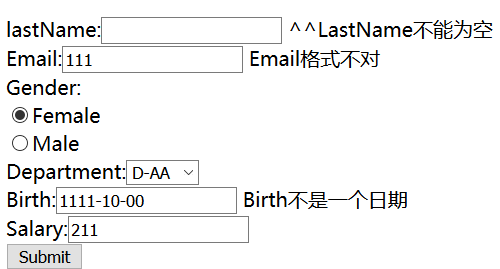 lastName: ^^LastName不能为空
Email:111 Email格式不对
Gender:
Female
Male
Department:D-AA
Birth:1111-10-00 Birth不是一个日期
Salary:211
Submit